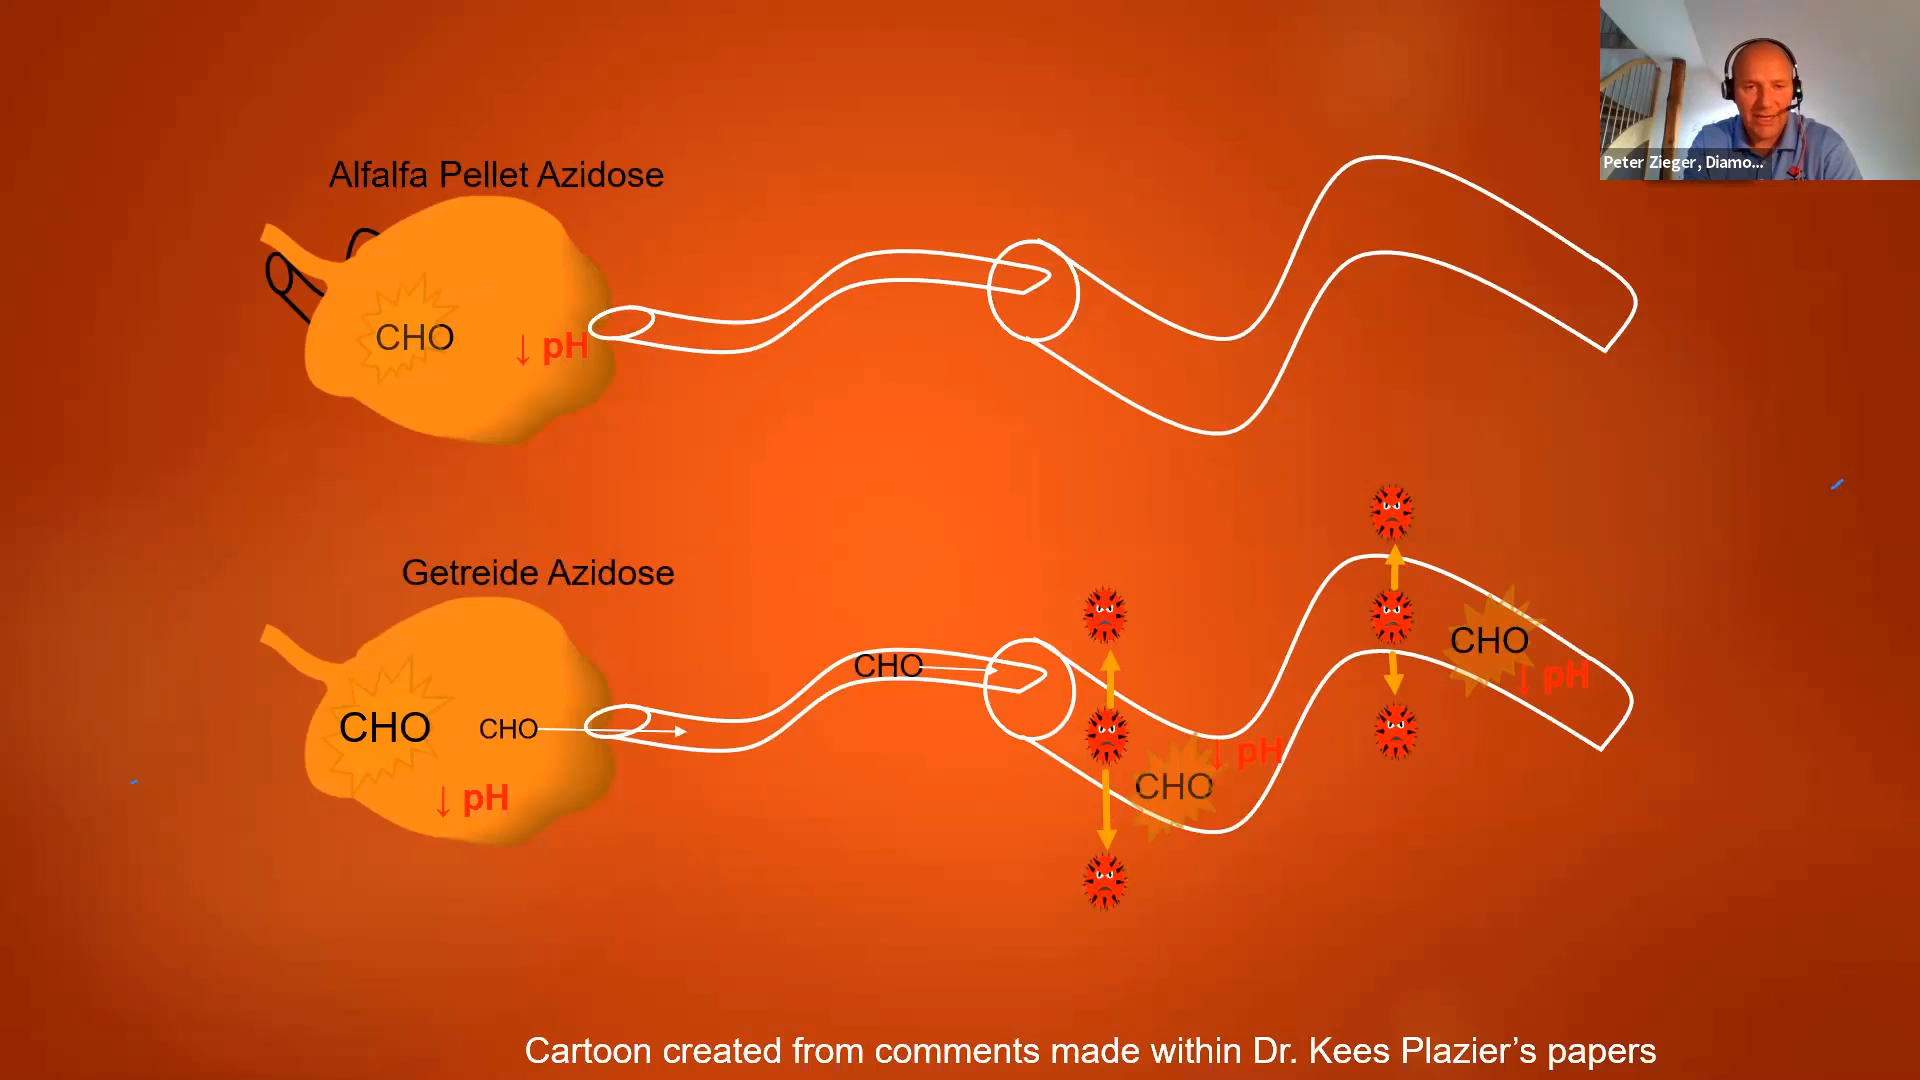 Peter Zieger, Diamo...
Alfalfa Pellet Azidose
CHO
↓ pH
Getreide Azidose
CHO
CHO
CHO
↓ pH
CHO
↓ pH
CHO
↓ pH
Cartoon created from comments made within Dr. Kees Plazier’s papers